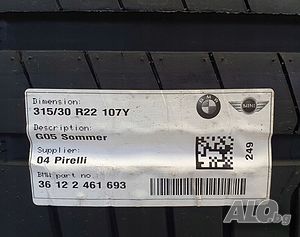 Dimension:
315/30 R22 107Y
Description:
G05 Sommer
Supplier:
04 Pirelli
BMW part no.
36 12 2 461 693
BMW
MINI
249
ALO.bg